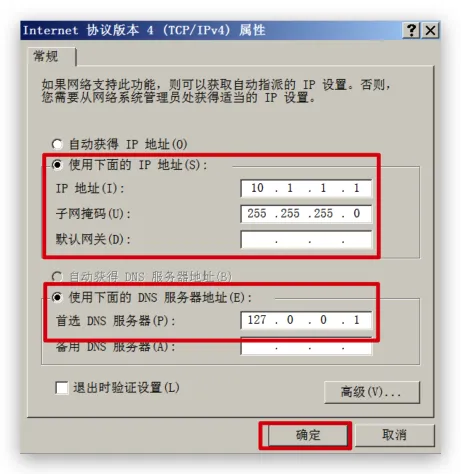 Internet 协议版本 4 (TCP/IPv4) 属性
常规
如果网络支持此功能，则可以获取自动指派的 IP 设置。否则，
您需要从网络系统管理员处获得适当的 IP 设置。
自动获得 IP 地址(O)
使用下面的 IP 地址(S):
IP 地址(I): 10 . 1 . 1 . 1
子网掩码(U): 255 .255 .255 . 0
默认网关(D): . . .
自动获得 DNS 服务器地址(B)
使用下面的 DNS 服务器地址(E):
首选 DNS 服务器(P): 127 . 0 . 0 . 1
备用 DNS 服务器(A): . . .
退出时验证设置(L)
高级(V)...
确定 取消